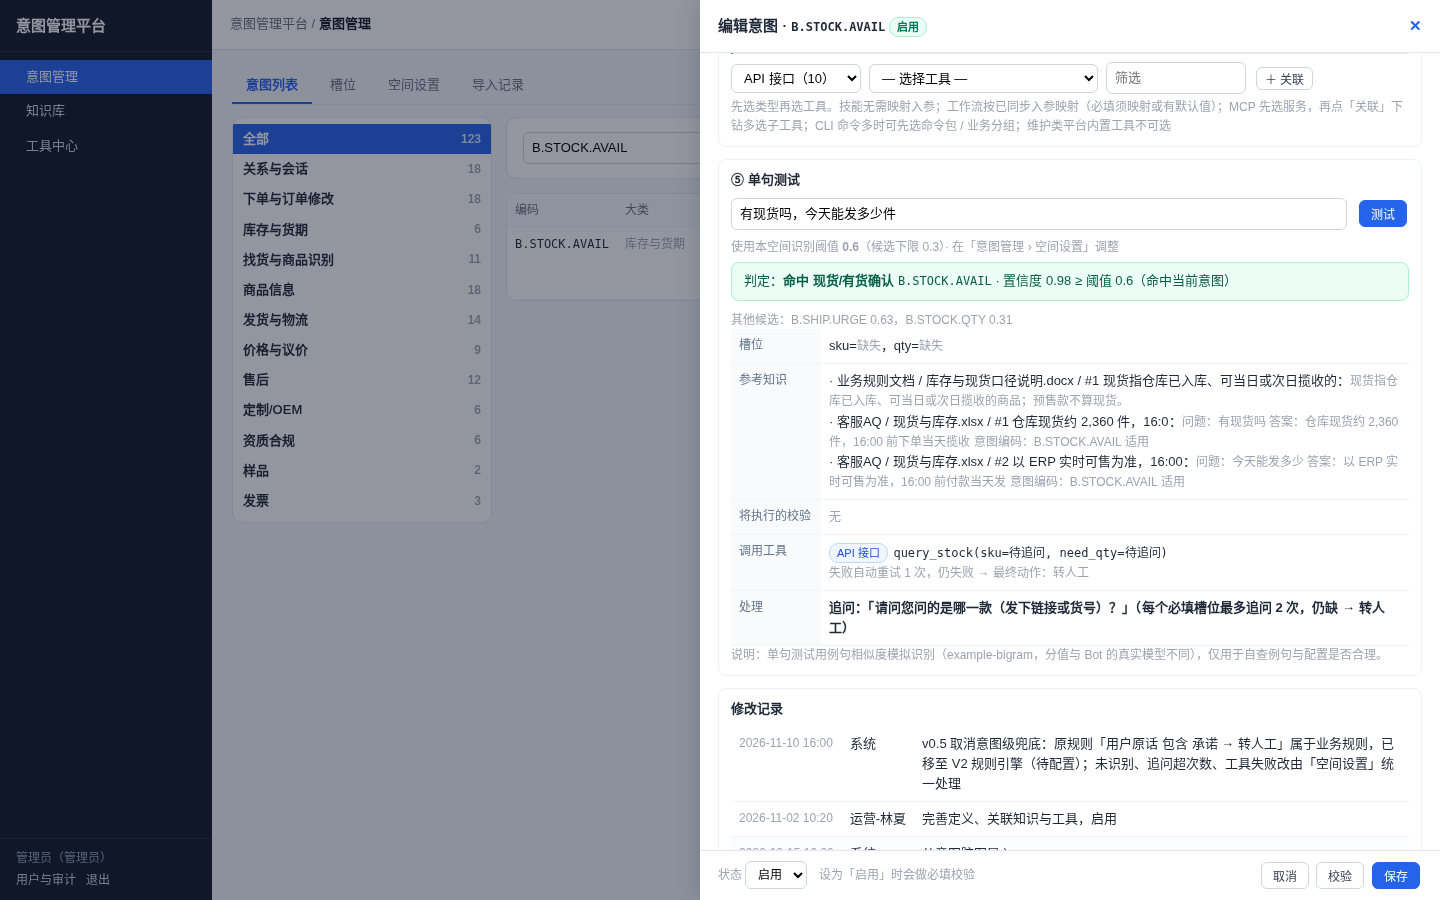 意图管理平台
意图管理
知识库
工具中心
管理员（管理员）
用户与审计 退出
意图管理平台 / 意图管理
意图列表 槽位 空间设置 导入记录
全部 123
关系与会话 18
下单与订单修改 18
库存与货期 6
找货与商品识别 11
商品信息 18
发货与物流 14
价格与议价 9
售后 12
定制/OEM 6
资质合规 6
样品 2
发票 3
B.STOCK.AVAIL
编码 大类
B.STOCK.AVAIL 库存与货期
编辑意图 · B.STOCK.AVAIL 启用 ×
API 接口（10） — 选择工具 — 筛选 ＋ 关联
先选类型再选工具。技能无需映射入参；工作流按已同步入参映射（必填须映射或有默认值）；MCP 先选服务，再点「关联」下
钻多选子工具；CLI 命令多时可先选命令包 / 业务分组；维护类平台内置工具不可选
⑤ 单句测试
有现货吗，今天能发多少件 测试
使用本空间识别阈值 0.6（候选下限 0.3）· 在「意图管理 › 空间设置」调整
判定：命中 现货/有货确认 B.STOCK.AVAIL · 置信度 0.98 ≥ 阈值 0.6（命中当前意图）
其他候选：B.SHIP.URGE 0.63，B.STOCK.QTY 0.31
槽位 sku=缺失，qty=缺失
参考知识 · 业务规则文档 / 库存与现货口径说明.docx / #1 现货指仓库已入库、可当日或次日揽收的：现货指仓
库已入库、可当日或次日揽收的商品；预售款不算现货。
· 客服AQ / 现货与库存.xlsx / #1 仓库现货约 2,360 件，16:0：问题：有现货吗 答案：仓库现货约 2,360
件，16:00 前下单当天揽收 意图编码：B.STOCK.AVAIL 适用
· 客服AQ / 现货与库存.xlsx / #2 以 ERP 实时可售为准，16:00：问题：今天能发多少 答案：以 ERP 实
时可售为准，16:00 前付款当天发 意图编码：B.STOCK.AVAIL 适用
将执行的校验 无
调用工具 API 接口 query_stock(sku=待追问, need_qty=待追问)
失败自动重试 1 次，仍失败 → 最终动作：转人工
处理 追问：「请问您问的是哪一款（发下链接或货号）？」（每个必填槽位最多追问 2 次，仍缺 → 转人
工）
说明：单句测试用例句相似度模拟识别（example-bigram，分值与 Bot 的真实模型不同），仅用于自查例句与配置是否合理。
修改记录
2026-11-10 16:00 系统 v0.5 取消意图级兜底：原规则「用户原话 包含 承诺 → 转人工」属于业务规则，已
移至 V2 规则引擎（待配置）；未识别、追问超次数、工具失败改由「空间设置」统
一处理
2026-11-02 10:20 运营-林夏 完善定义、关联知识与工具，启用
状态 启用 设为「启用」时会做必填校验 取消 校验 保存